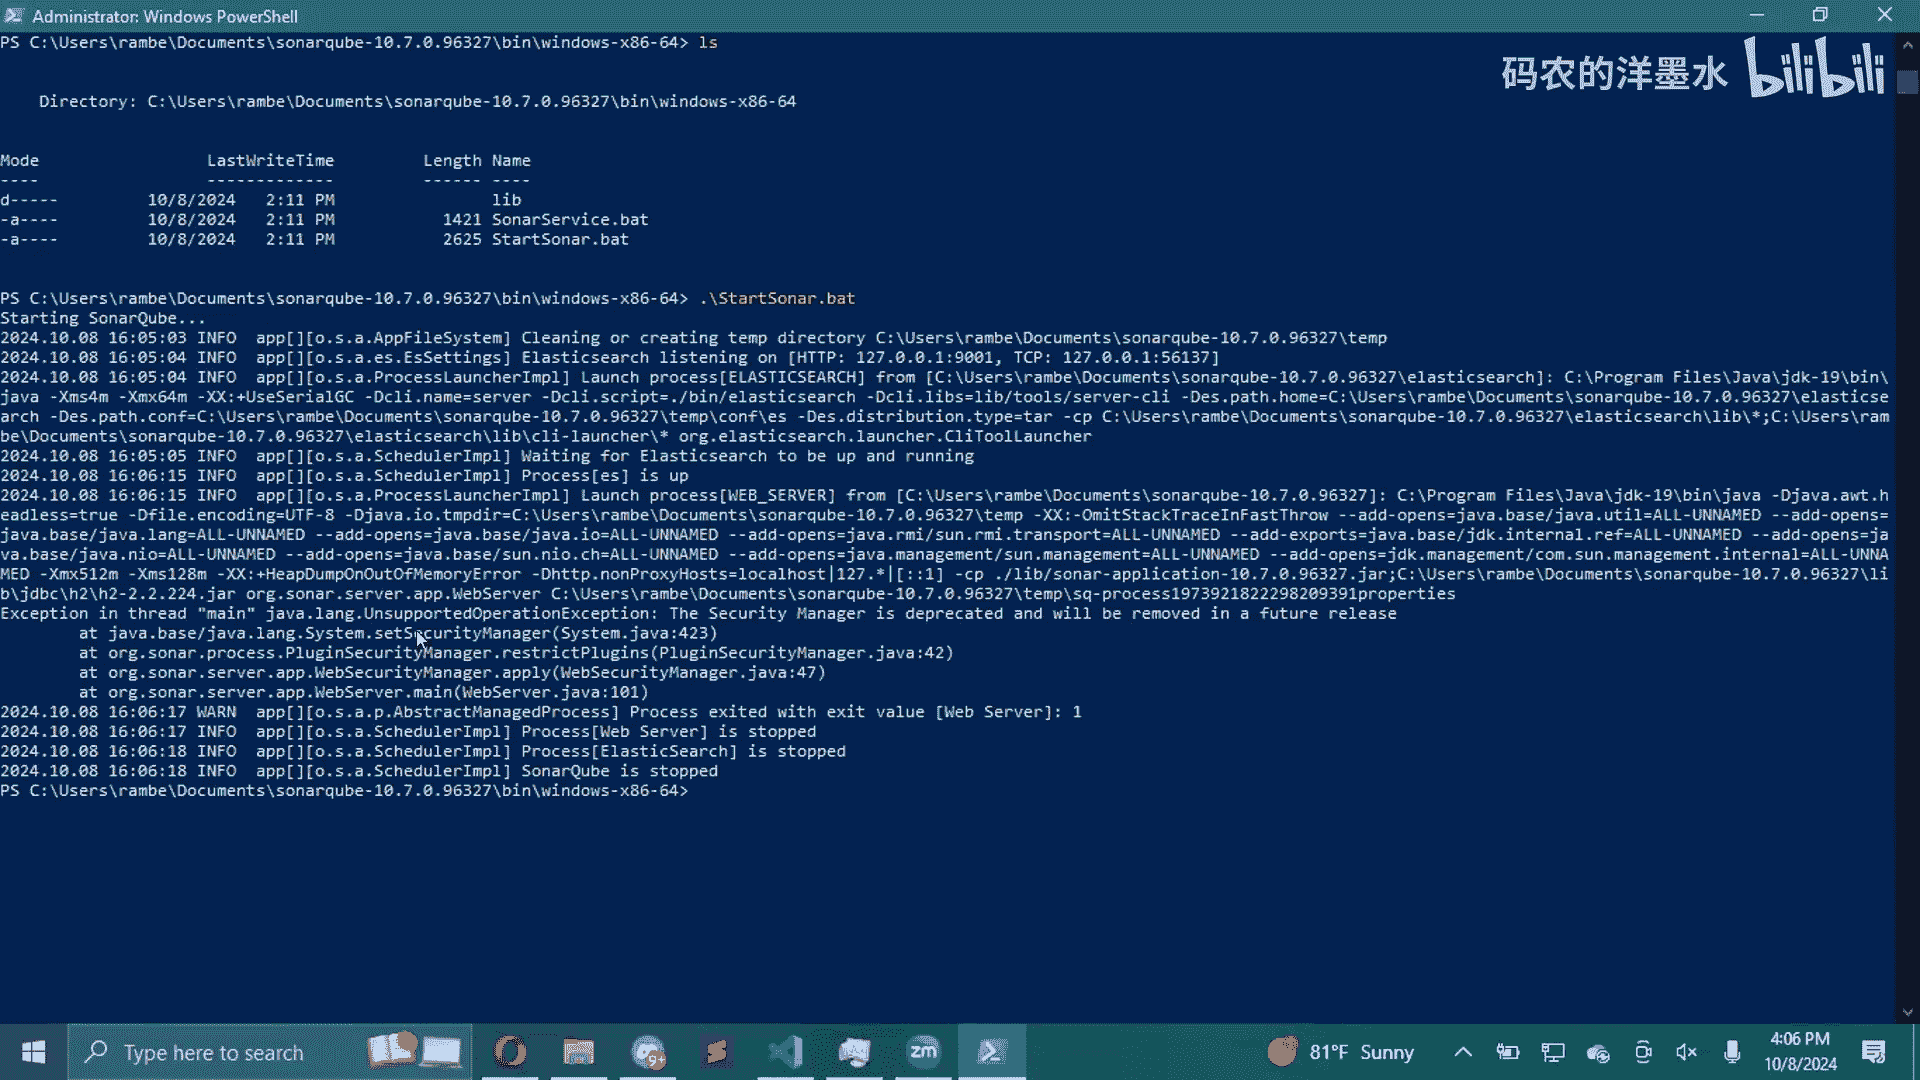 Administrator: Windows PowerShell
PS C:\Users\rambe\Documents\sonarqube-10.7.0.96327\bin\windows-x86-64> ls
码农的洋墨水 bilibili
Directory: C:\Users\rambe\Documents\sonarqube-10.7.0.96327\bin\windows-x86-64
Mode LastWriteTime Length Name
---- ------------- ------ ----
d----- 10/8/2024 2:11 PM lib
-a---- 10/8/2024 2:11 PM 1421 SonarService.bat
-a---- 10/8/2024 2:11 PM 2625 StartSonar.bat
PS C:\Users\rambe\Documents\sonarqube-10.7.0.96327\bin\windows-x86-64> .\StartSonar.bat
Starting SonarQube...
2024.10.08 16:05:03 INFO app[][o.s.a.AppFileSystem] Cleaning or creating temp directory C:\Users\rambe\Documents\sonarqube-10.7.0.96327\temp
2024.10.08 16:05:04 INFO app[][o.s.a.es.EsSettings] Elasticsearch listening on [HTTP: 127.0.0.1:9001, TCP: 127.0.0.1:56137]
2024.10.08 16:05:04 INFO app[][o.s.a.ProcessLauncherImpl] Launch process[ELASTICSEARCH] from [C:\Users\rambe\Documents\sonarqube-10.7.0.96327\elasticsearch]: C:\Program Files\Java\jdk-19\bin\
java -Xms4m -Xmx64m -XX:+UseSerialGC -Dcli.name=server -Dcli.script=./bin/elasticsearch -Dcli.libs=lib/tools/server-cli -Des.path.home=C:\Users\rambe\Documents\sonarqube-10.7.0.96327\elasticse
arch -Des.path.conf=C:\Users\rambe\Documents\sonarqube-10.7.0.96327\temp\conf\es -Des.distribution.type=tar -cp C:\Users\rambe\Documents\sonarqube-10.7.0.96327\elasticsearch\lib\*;C:\Users\ram
be\Documents\sonarqube-10.7.0.96327\elasticsearch\lib\cli-launcher\* org.elasticsearch.launcher.CliToolLauncher
2024.10.08 16:05:05 INFO app[][o.s.a.SchedulerImpl] Waiting for Elasticsearch to be up and running
2024.10.08 16:06:15 INFO app[][o.s.a.SchedulerImpl] Process[es] is up
2024.10.08 16:06:15 INFO app[][o.s.a.ProcessLauncherImpl] Launch process[WEB_SERVER] from [C:\Users\rambe\Documents\sonarqube-10.7.0.96327]: C:\Program Files\Java\jdk-19\bin\java -Djava.awt.h
eadless=true -Dfile.encoding=UTF-8 -Djava.io.tmpdir=C:\Users\rambe\Documents\sonarqube-10.7.0.96327\temp -XX:-OmitStackTraceInFastThrow --add-opens=java.base/java.util=ALL-UNNAMED --add-opens=
java.base/java.lang=ALL-UNNAMED --add-opens=java.base/java.io=ALL-UNNAMED --add-opens=java.rmi/sun.rmi.transport=ALL-UNNAMED --add-exports=java.base/jdk.internal.ref=ALL-UNNAMED --add-opens=ja
va.base/java.nio=ALL-UNNAMED --add-opens=java.base/sun.nio.ch=ALL-UNNAMED --add-opens=java.management/sun.management=ALL-UNNAMED --add-opens=jdk.management/com.sun.management.internal=ALL-UNNA
MED -Xmx512m -Xms128m -XX:+HeapDumpOnOutOfMemoryError -Dhttp.nonProxyHosts=localhost|127.*|[::1] -cp ./lib/sonar-application-10.7.0.96327.jar;C:\Users\rambe\Documents\sonarqube-10.7.0.96327\li
b\jdbc\h2\h2-2.2.224.jar org.sonar.server.app.WebServer C:\Users\rambe\Documents\sonarqube-10.7.0.96327\temp\sq-process1973921822298209391properties
Exception in thread "main" java.lang.UnsupportedOperationException: The Security Manager is deprecated and will be removed in a future release
at java.base/java.lang.System.setSecurityManager(System.java:423)
at org.sonar.process.PluginSecurityManager.restrictPlugins(PluginSecurityManager.java:42)
at org.sonar.server.app.WebSecurityManager.apply(WebSecurityManager.java:47)
at org.sonar.server.app.WebServer.main(WebServer.java:101)
2024.10.08 16:06:17 WARN app[][o.s.a.p.AbstractManagedProcess] Process exited with exit value [Web Server]: 1
2024.10.08 16:06:17 INFO app[][o.s.a.SchedulerImpl] Process[Web Server] is stopped
2024.10.08 16:06:18 INFO app[][o.s.a.SchedulerImpl] Process[ElasticSearch] is stopped
2024.10.08 16:06:18 INFO app[][o.s.a.SchedulerImpl] SonarQube is stopped
PS C:\Users\rambe\Documents\sonarqube-10.7.0.96327\bin\windows-x86-64>
Type here to search
9+
zm
81°F Sunny
4:06 PM
10/8/2024